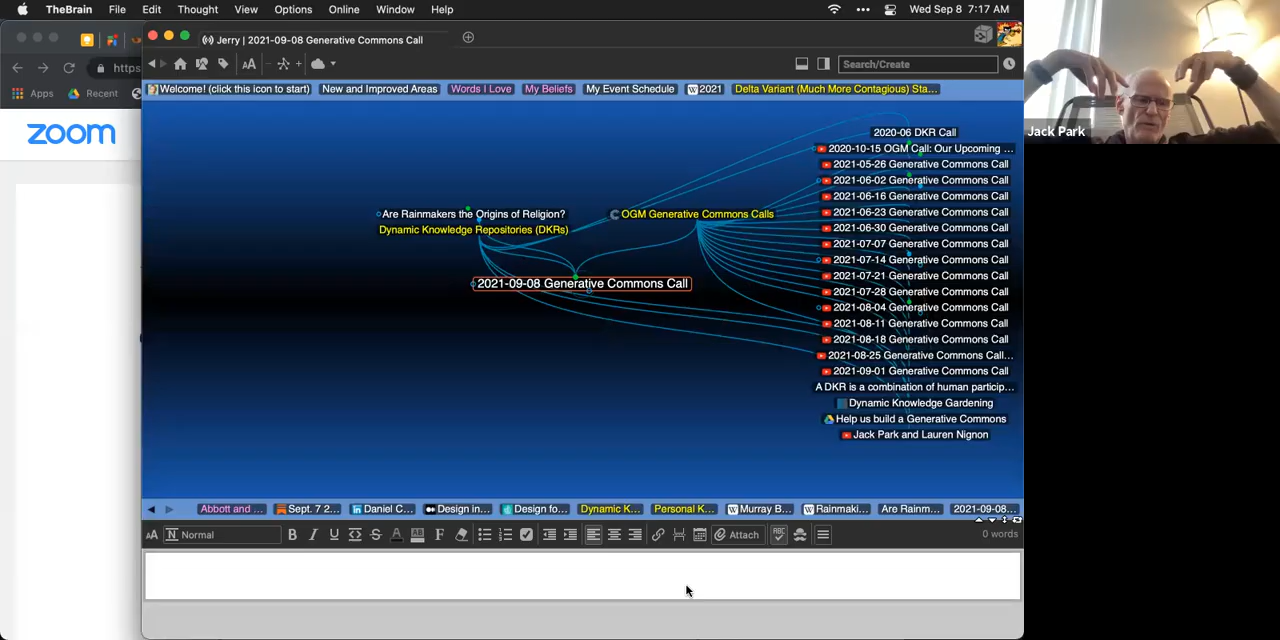 TheBrain File Edit Thought View Options Online Window Help Wed Sep 8 7:17 AM
Jerry | 2021-09-08 Generative Commons Call
https
Search/Create
Apps Recent
Welcome! (click this icon to start) New and Improved Areas Words I Love My Beliefs My Event Schedule 2021 Delta Variant (Much More Contagious) Sta...
zoom
Jack Park
2020-06 DKR Call
2020-10-15 OGM Call: Our Upcoming ...
2021-05-26 Generative Commons Call
2021-06-02 Generative Commons Call
2021-06-16 Generative Commons Call
2021-06-23 Generative Commons Call
2021-06-30 Generative Commons Call
2021-07-07 Generative Commons Call
2021-07-14 Generative Commons Call
2021-07-21 Generative Commons Call
2021-07-28 Generative Commons Call
2021-08-04 Generative Commons Call
2021-08-11 Generative Commons Call
2021-08-18 Generative Commons Call
2021-08-25 Generative Commons Call...
2021-09-01 Generative Commons Call
A DKR is a combination of human particip...
Dynamic Knowledge Gardening
Help us build a Generative Commons
Jack Park and Lauren Nignon
Are Rainmakers the Origins of Religion?
Dynamic Knowledge Repositories (DKRs)
OGM Generative Commons Calls
2021-09-08 Generative Commons Call
Abbott and ... Sept. 7 2... Daniel C... Design in... Design fo... Dynamic K... Personal K... Murray B... Rainmaki... Are Rainm... 2021-09-08...
Normal Attach 0 words